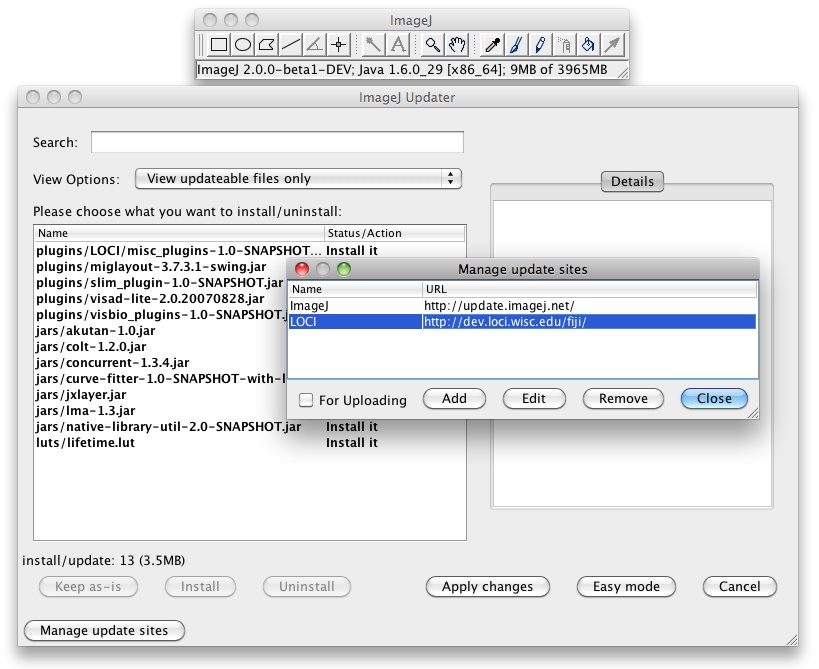 ImageJ
ImageJ 2.0.0-beta1-DEV; Java 1.6.0_29 [x86_64]; 9MB of 3965MB
ImageJ Updater
Search:
View Options: View updateable files only
Details
Please choose what you want to install/uninstall:
Name Status/Action
plugins/LOCI/misc_plugins-1.0-SNAPSHOT... Install it
plugins/miglayout-3.7.3.1-swing.jar
plugins/slim_plugin-1.0-SNAPSHOT.jar
plugins/visad-lite-2.0.20070828.jar
plugins/visbio_plugins-1.0-SNAPSHOT.
jars/akutan-1.0.jar
jars/colt-1.2.0.jar
jars/concurrent-1.3.4.jar
jars/curve-fitter-1.0-SNAPSHOT-with-
jars/jxlayer.jar
jars/lma-1.3.jar
jars/native-library-util-2.0-SNAPSHOT.jar Install it
luts/lifetime.lut Install it
Manage update sites
Name URL
ImageJ http://update.imagej.net/
LOCI http://dev.loci.wisc.edu/fiji/
For Uploading Add Edit Remove Close
install/update: 13 (3.5MB)
Keep as-is Install Uninstall Apply changes Easy mode Cancel
Manage update sites